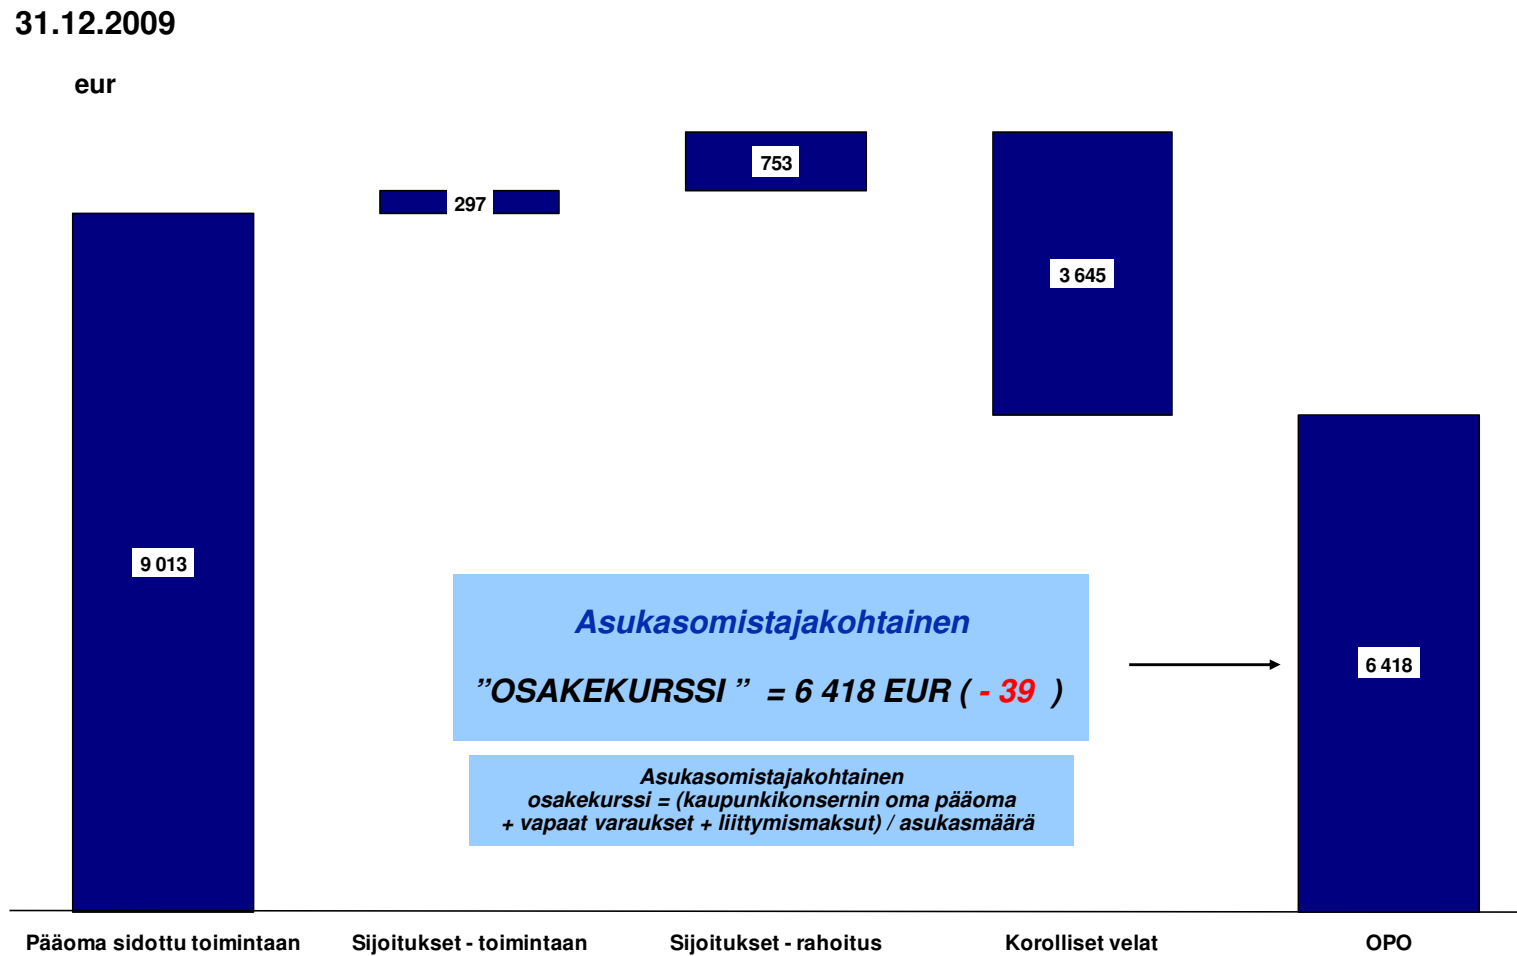 31.12.2009
eur
753
297
3 645
9 013
Asukasomistajakohtainen
”OSAKEKURSSI ” = 6 418 EUR ( - 39 )
6 418
Asukasomistajakohtainen
osakekurssi = (kaupunkikonsernin oma pääoma
+ vapaat varaukset + liittymismaksut) / asukasmäärä
Pääoma sidottu toimintaan
Sijoitukset - toimintaan
Sijoitukset - rahoitus
Korolliset velat
OPO